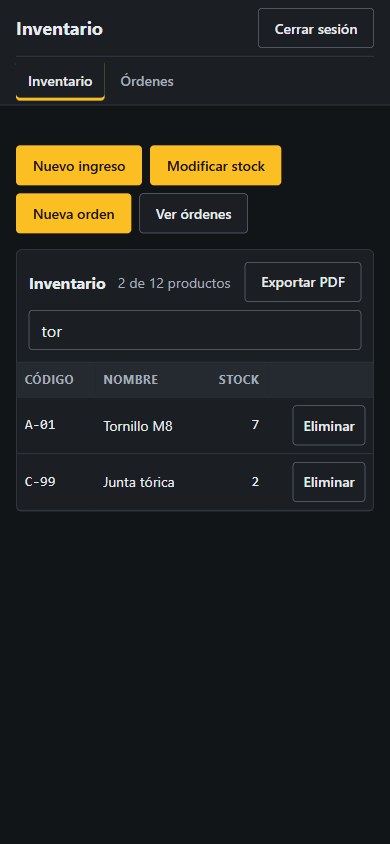 Inventario
Cerrar sesión
Inventario Órdenes
Nuevo ingreso Modificar stock
Nueva orden Ver órdenes
Inventario 2 de 12 productos Exportar PDF
tor
CÓDIGO NOMBRE STOCK
A-01 Tornillo M8 7 Eliminar
C-99 Junta tórica 2 Eliminar